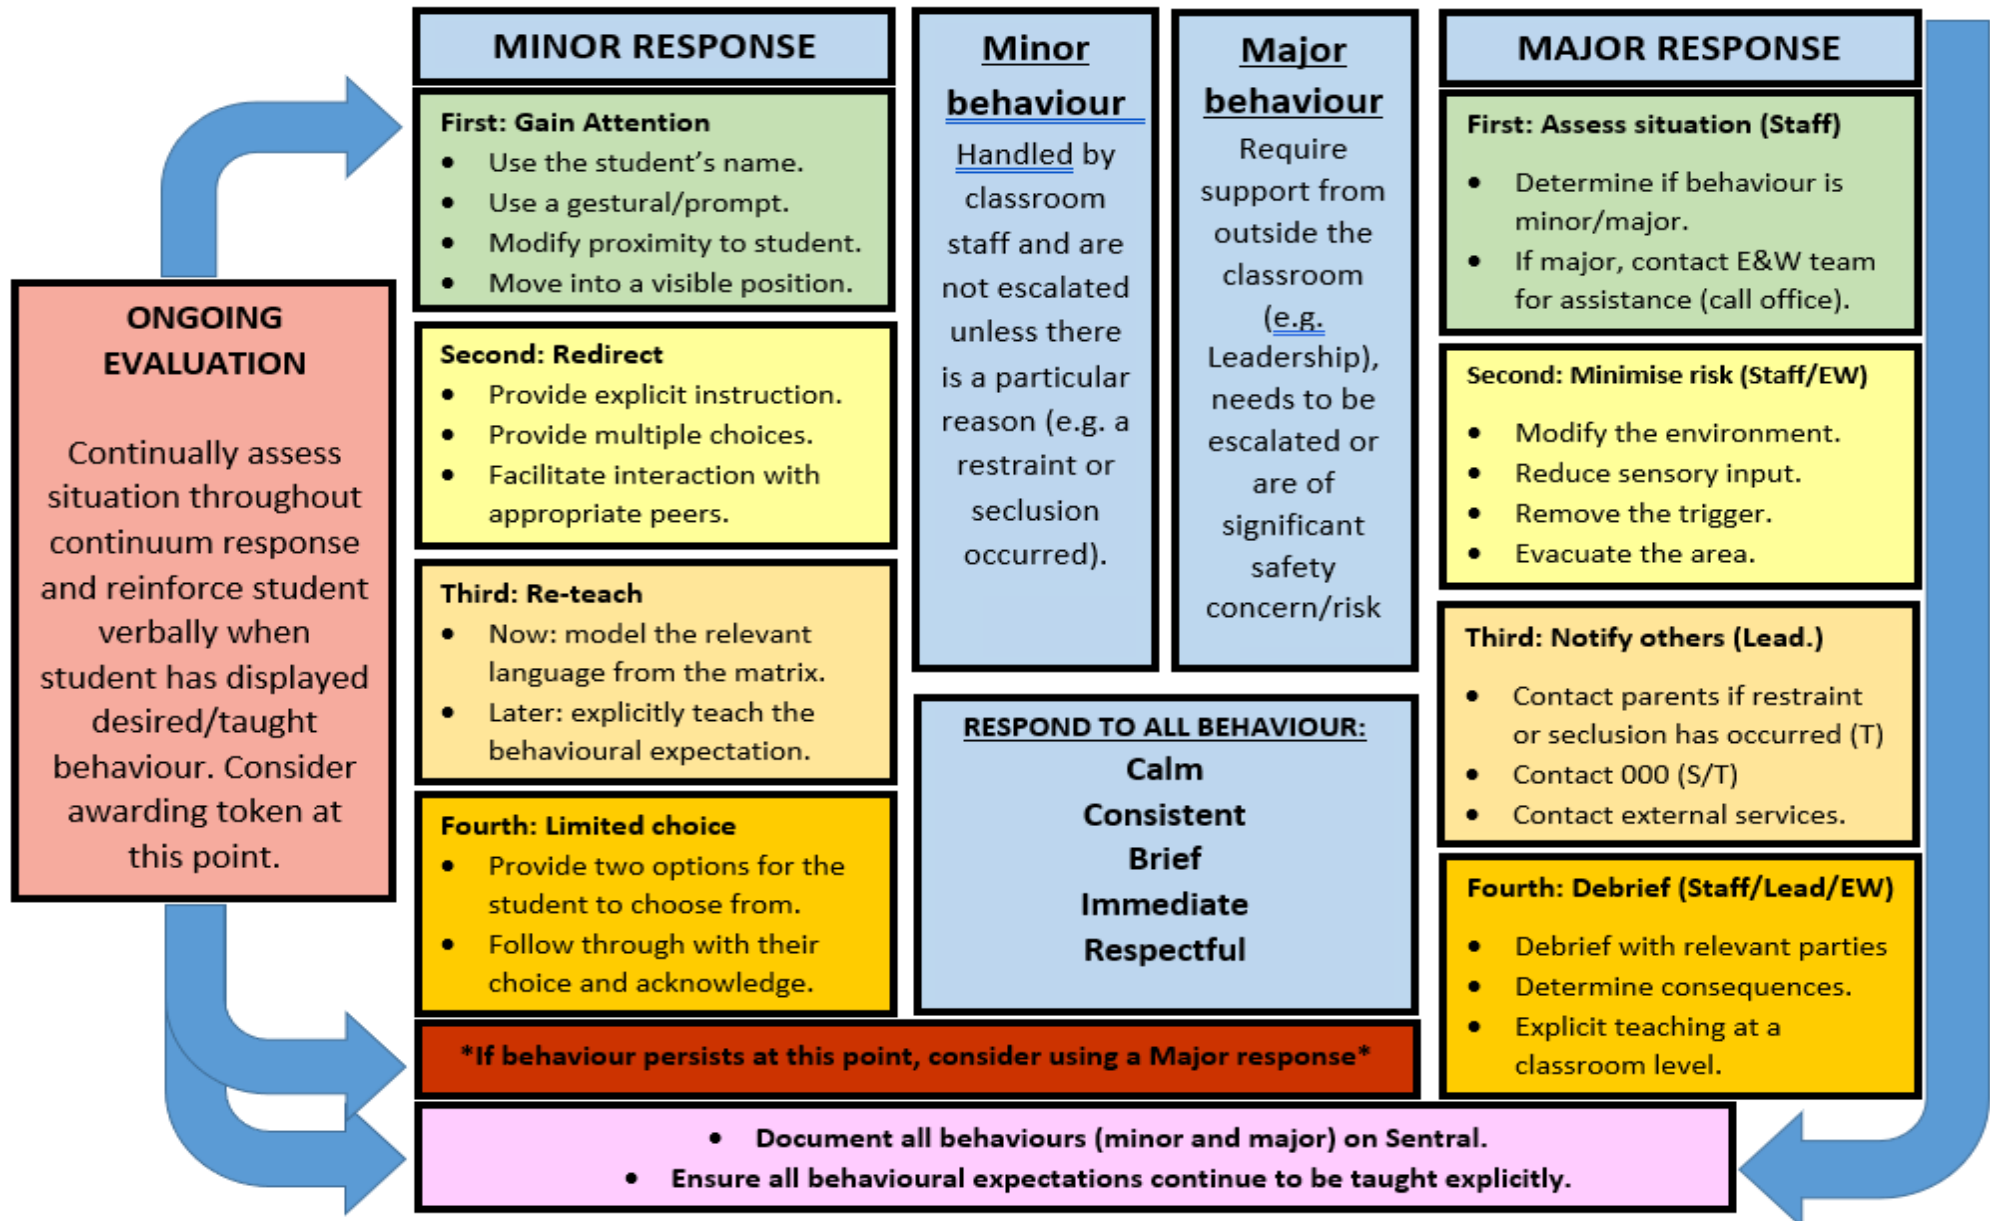 MINOR RESPONSE
First: Gain Attention
• Use the student's name.
• Use a gestural/prompt.
• Modify proximity to student.
• Move into a visible position.
Second: Redirect
• Provide explicit instruction.
• Provide multiple choices.
• Facilitate interaction with
appropriate peers.
Third: Re-teach
• Now: model the relevant
language from the matrix.
• Later: explicitly teach the
behavioural expectation.
Fourth: Limited choice
• Provide two options for the
student to choose from.
• Follow through with their
choice and acknowledge.
ONGOING
EVALUATION
Continually assess
situation throughout
continuum response
and reinforce student
verbally when
student has displayed
desired/taught
behaviour. Consider
awarding token at
this point.
Minor
behaviour
Handled by
classroom
staff and are
not escalated
unless there
is a particular
reason (e.g. a
restraint or
seclusion
occurred).
Major
behaviour
Require
support from
outside the
classroom
(e.g.
Leadership),
needs to be
escalated or
are of
significant
safety
concern/risk
RESPOND TO ALL BEHAVIOUR:
Calm
Consistent
Brief
Immediate
Respectful
MAJOR RESPONSE
First: Assess situation (Staff)
• Determine if behaviour is
minor/major.
• If major, contact E&W team
for assistance (call office).
Second: Minimise risk (Staff/EW)
• Modify the environment.
• Reduce sensory input.
• Remove the trigger.
• Evacuate the area.
Third: Notify others (Lead.)
• Contact parents if restraint
or seclusion has occurred (T)
• Contact 000 (S/T)
• Contact external services.
Fourth: Debrief (Staff/Lead/EW)
• Debrief with relevant parties
• Determine consequences.
• Explicit teaching at a
classroom level.
*If behaviour persists at this point, consider using a Major response*
• Document all behaviours (minor and major) on Sentral.
• Ensure all behavioural expectations continue to be taught explicitly.